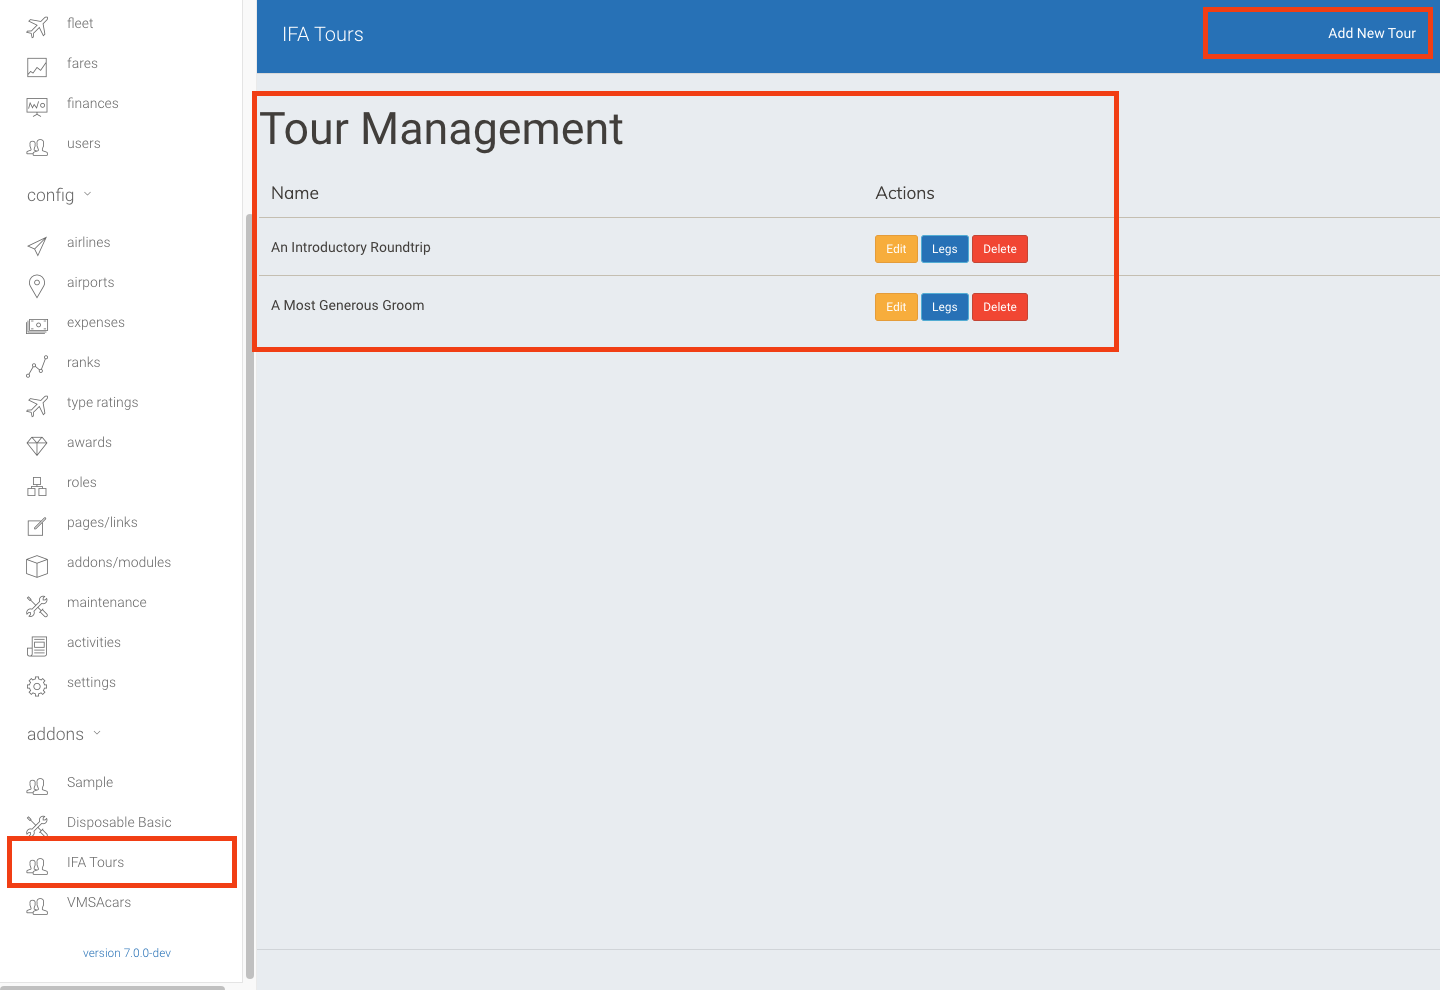 fleet
fares
finances
users
config
airlines
airports
expenses
ranks
type ratings
awards
roles
pages/links
addons/modules
maintenance
activities
settings
addons
Sample
Disposable Basic
IFA Tours
VMSAcars
version 7.0.0-dev
IFA Tours
Add New Tour
Tour Management
Name Actions
An Introductory Roundtrip Edit Legs Delete
A Most Generous Groom Edit Legs Delete